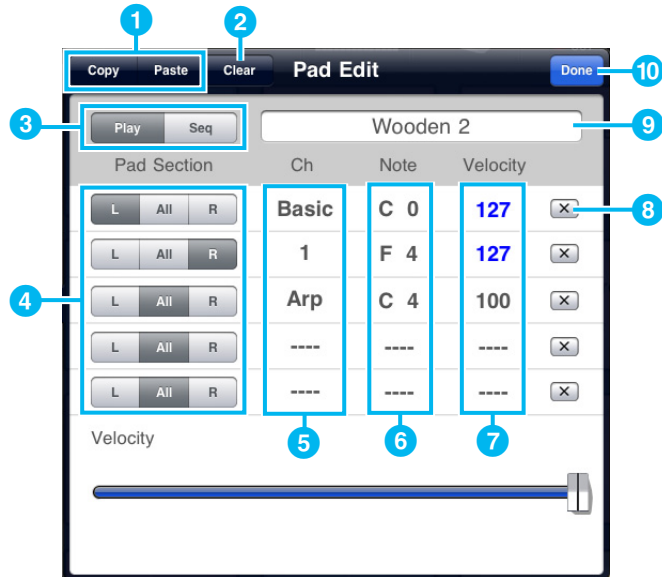 1 2
Copy Paste Clear Pad Edit Done 10
3 Play Seq Wooden 2 9
Pad Section Ch Note Velocity
L All R Basic C 0 127 8
L All R 1 F 4 127
4 L All R Arp C 4 100
L All R ---- ---- ----
L All R ---- ---- ----
Velocity 5 6 7